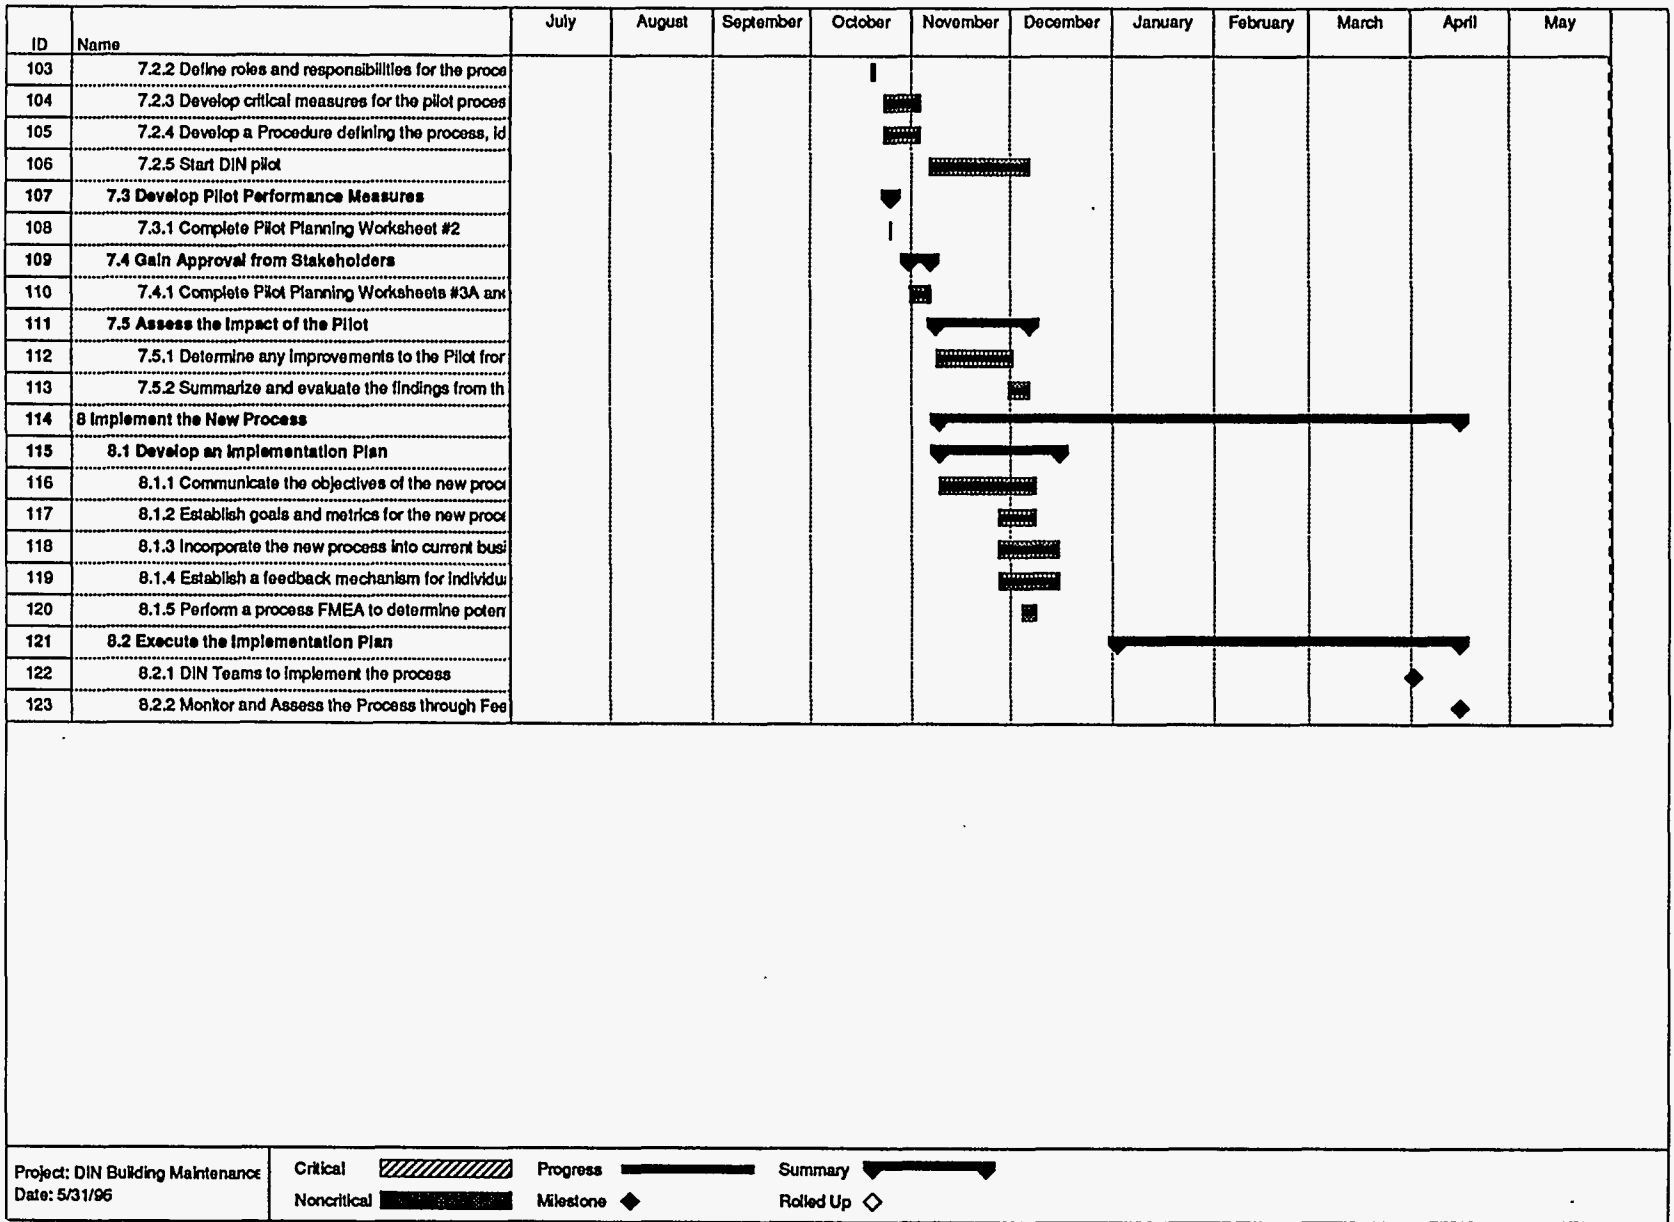 July August September October November December January February March April May
ID Name
103 7.2.2 Define roles and responsibilities for the proce
104 7.2.3 Develop critical measures for the pilot proces
105 7.2.4 Develop a Procedure defining the process, id
106 7.2.5 Start DIN pilot
107 7.3 Develop Pilot Performance Measures
108 7.3.1 Complete Pilot Planning Worksheet #2
109 7.4 Gain Approval from Stakeholders
110 7.4.1 Complete Pilot Planning Worksheets #3A and
111 7.5 Assess the Impact of the Pilot
112 7.5.1 Determine any improvements to the Pilot fror
113 7.5.2 Summarize and evaluate the findings from th
114 8 Implement the New Process
115 8.1 Develop an Implementation Plan
116 8.1.1 Communicate the objectives of the new proce
117 8.1.2 Establish goals and metrics for the new proce
118 8.1.3 Incorporate the new process into current busi
119 8.1.4 Establish a feedback mechanism for individua
120 8.1.5 Perform a process FMEA to determine poten
121 8.2 Execute the Implementation Plan
122 8.2.1 DIN Teams to implement the process
123 8.2.2 Monitor and Assess the Process through Fee
Project: DIN Building Maintenance
Date: 5/31/96
Critical Progress Summary
Noncritical Milestone Rolled Up